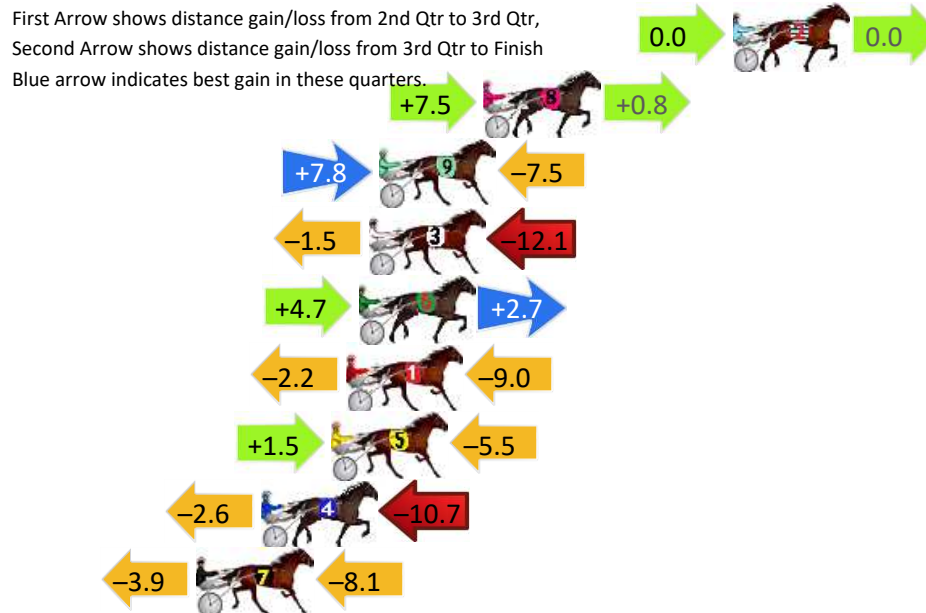 First Arrow shows distance gain/loss from 2nd Qtr to 3rd Qtr,
Second Arrow shows distance gain/loss from 3rd Qtr to Finish
Blue arrow indicates best gain in these quarters.
0.0 2 0.0
+7.5 8 +0.8
+7.8 9 –7.5
–1.5 3 –12.1
+4.7 6 +2.7
–2.2 1 –9.0
+1.5 5 –5.5
–2.6 4 –10.7
–3.9 7 –8.1